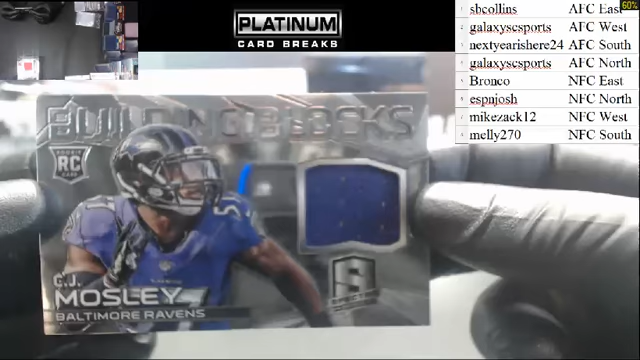 PLATINUM
CARD BREAKS
60%
sbcollins AFC East
galaxyscsports AFC West
nextyearishere24 AFC South
galaxyscsports AFC North
Bronco NFC East
espnjosh NFC North
mikezack12 NFC West
melly270 NFC South
BUILDING BLOCKS
ROOKIE
RC
CARD
57
C.J.
MOSLEY
BALTIMORE RAVENS
S